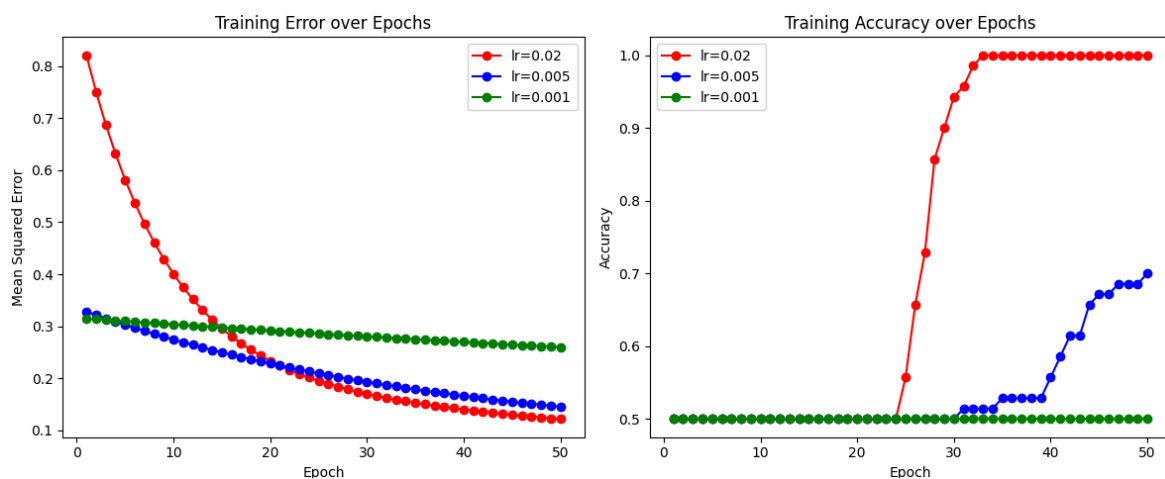 Training Error over Epochs
Mean Squared Error
0.8
0.7
0.6
0.5
0.4
0.3
0.2
0.1
lr=0.02
lr=0.005
lr=0.001
0 10 20 30 40 50
Epoch
Training Accuracy over Epochs
Accuracy
1.0
0.9
0.8
0.7
0.6
0.5
lr=0.02
lr=0.005
lr=0.001
0 10 20 30 40 50
Epoch